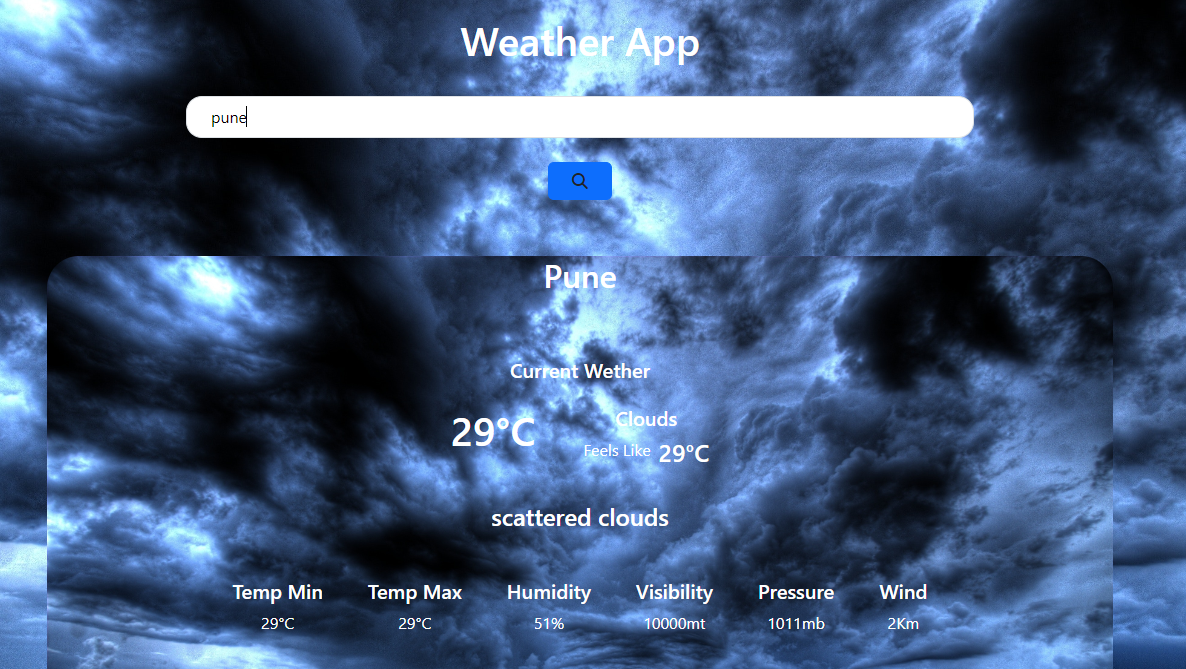 Weather App
pune
Pune
Current Wether
29°C
Clouds
Feels Like 29°C
scattered clouds
Temp Min Temp Max Humidity Visibility Pressure Wind
29°C 29°C 51% 10000mt 1011mb 2Km